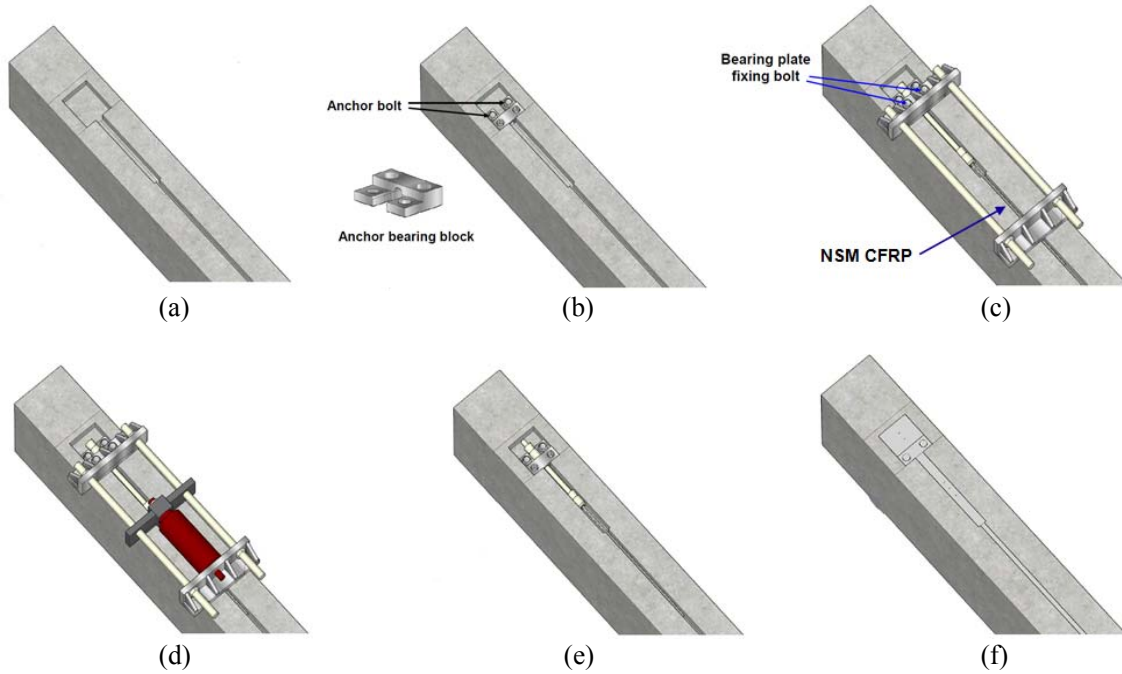 Anchor bolt
Anchor bearing block
Bearing plate
fixing bolt
NSM CFRP
(a)
(b)
(c)
(d)
(e)
(f)